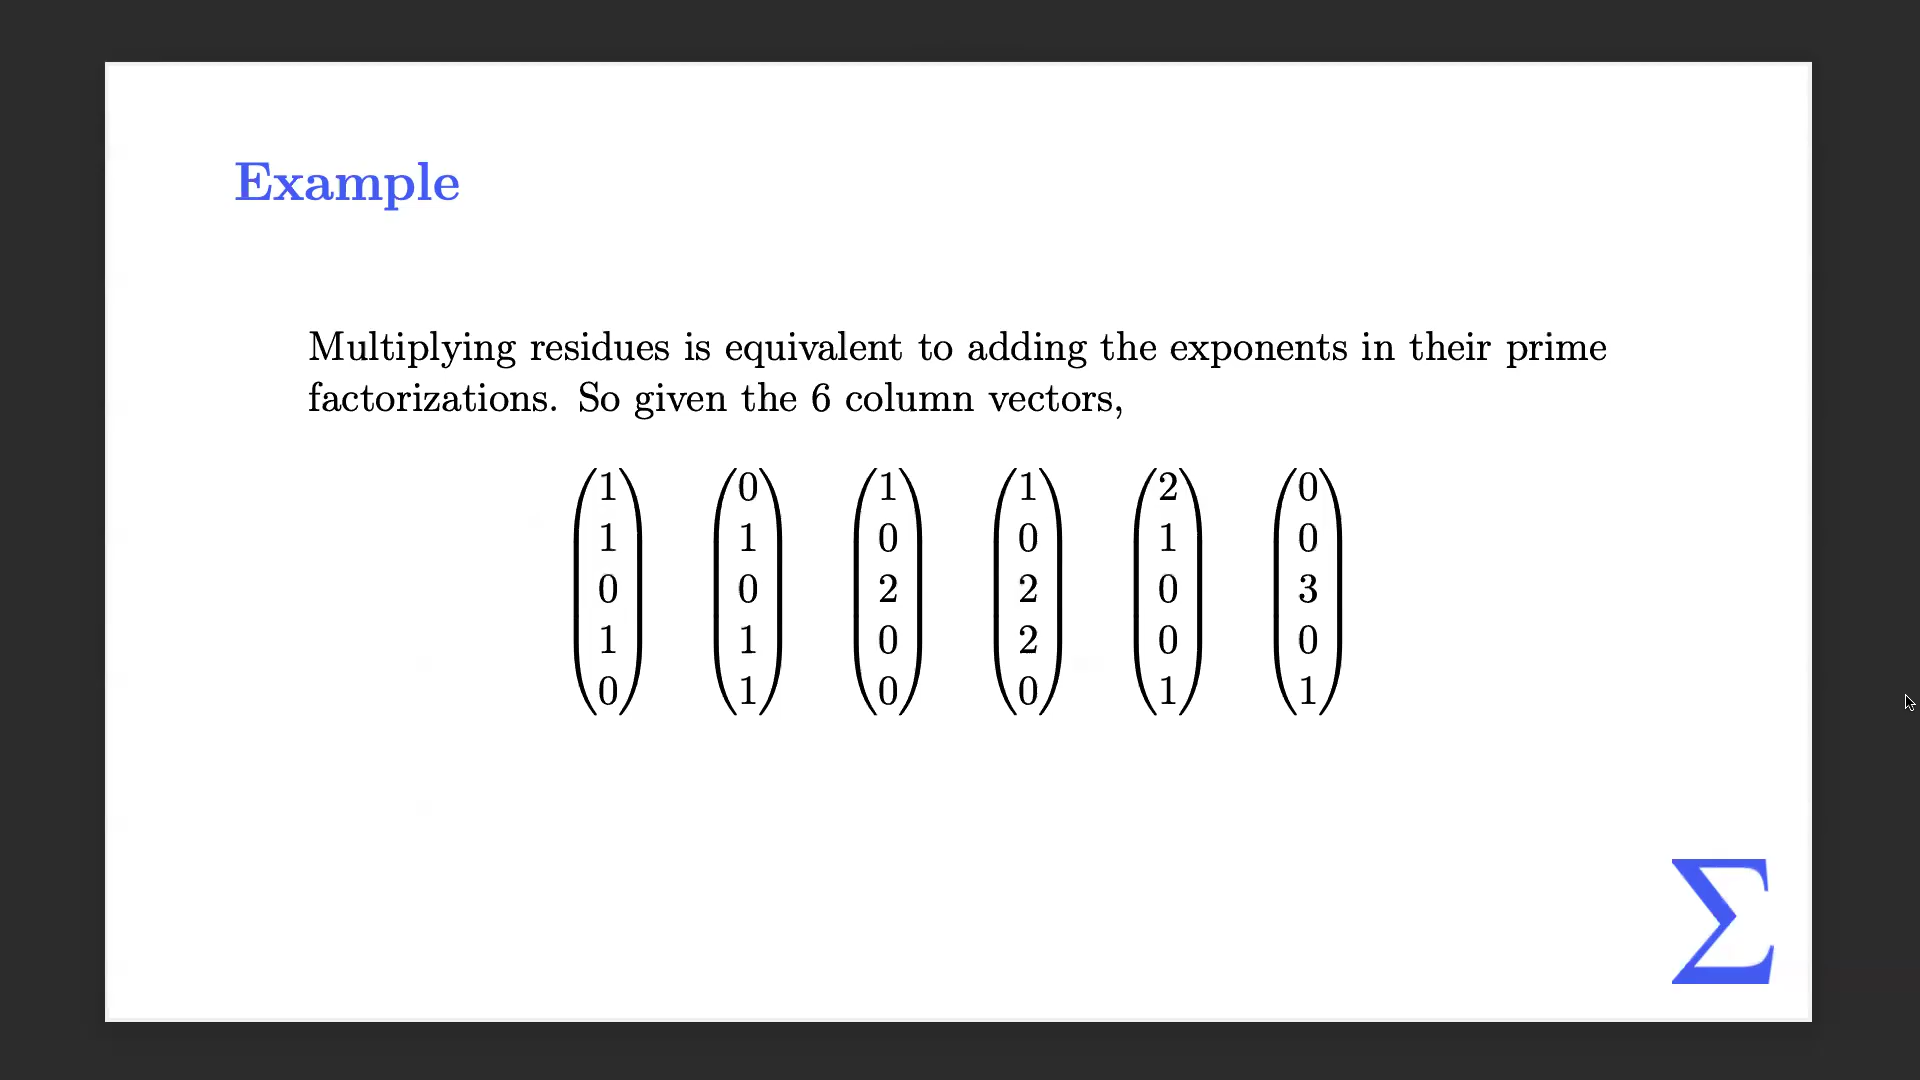 Example
Multiplying residues is equivalent to adding the exponents in their prime
factorizations. So given the 6 column vectors,
1 0 1 1 2 0
1 1 0 0 1 0
0 0 2 2 0 3
1 1 0 2 0 0
0 1 0 0 1 1
Σ